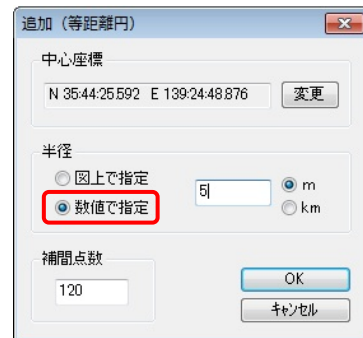 追加（等距離円）
中心座標
N 35:44:25.592 E 139:24:48.876 変更
半径
図上で指定
数値で指定
5
m
km
補間点数
120
OK
キャンセル